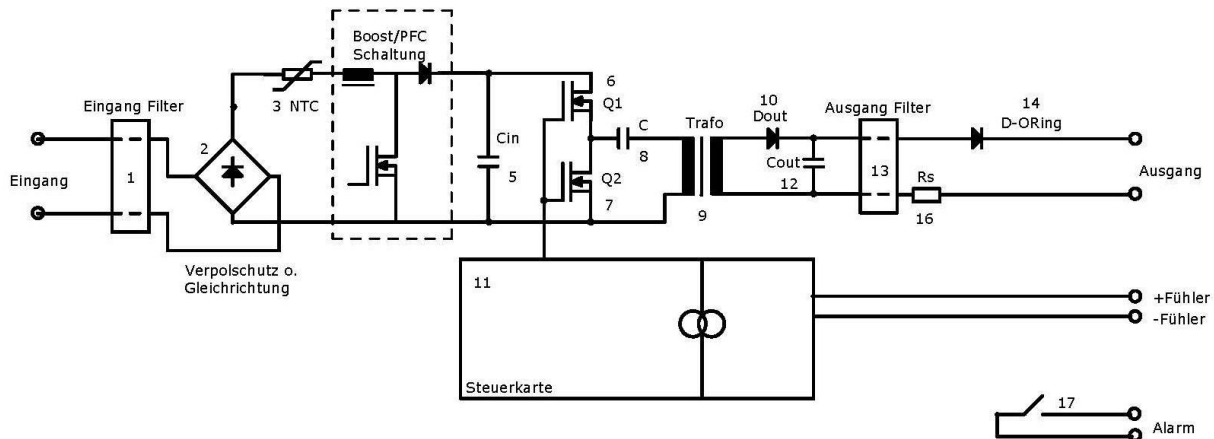 Boost/PFC
Schaltung
3 NTC
Eingang Filter
1
2
Eingang
Verpolschutz o.
Gleichrichtung
Cin
5
6
Q1
Q2
7
C
8
Trafo
9
10
Dout
Cout
12
Ausgang Filter
13
14
D-ORing
Rs
16
Ausgang
11
Steuerkarte
+Fühler
-Fühler
17
Alarm